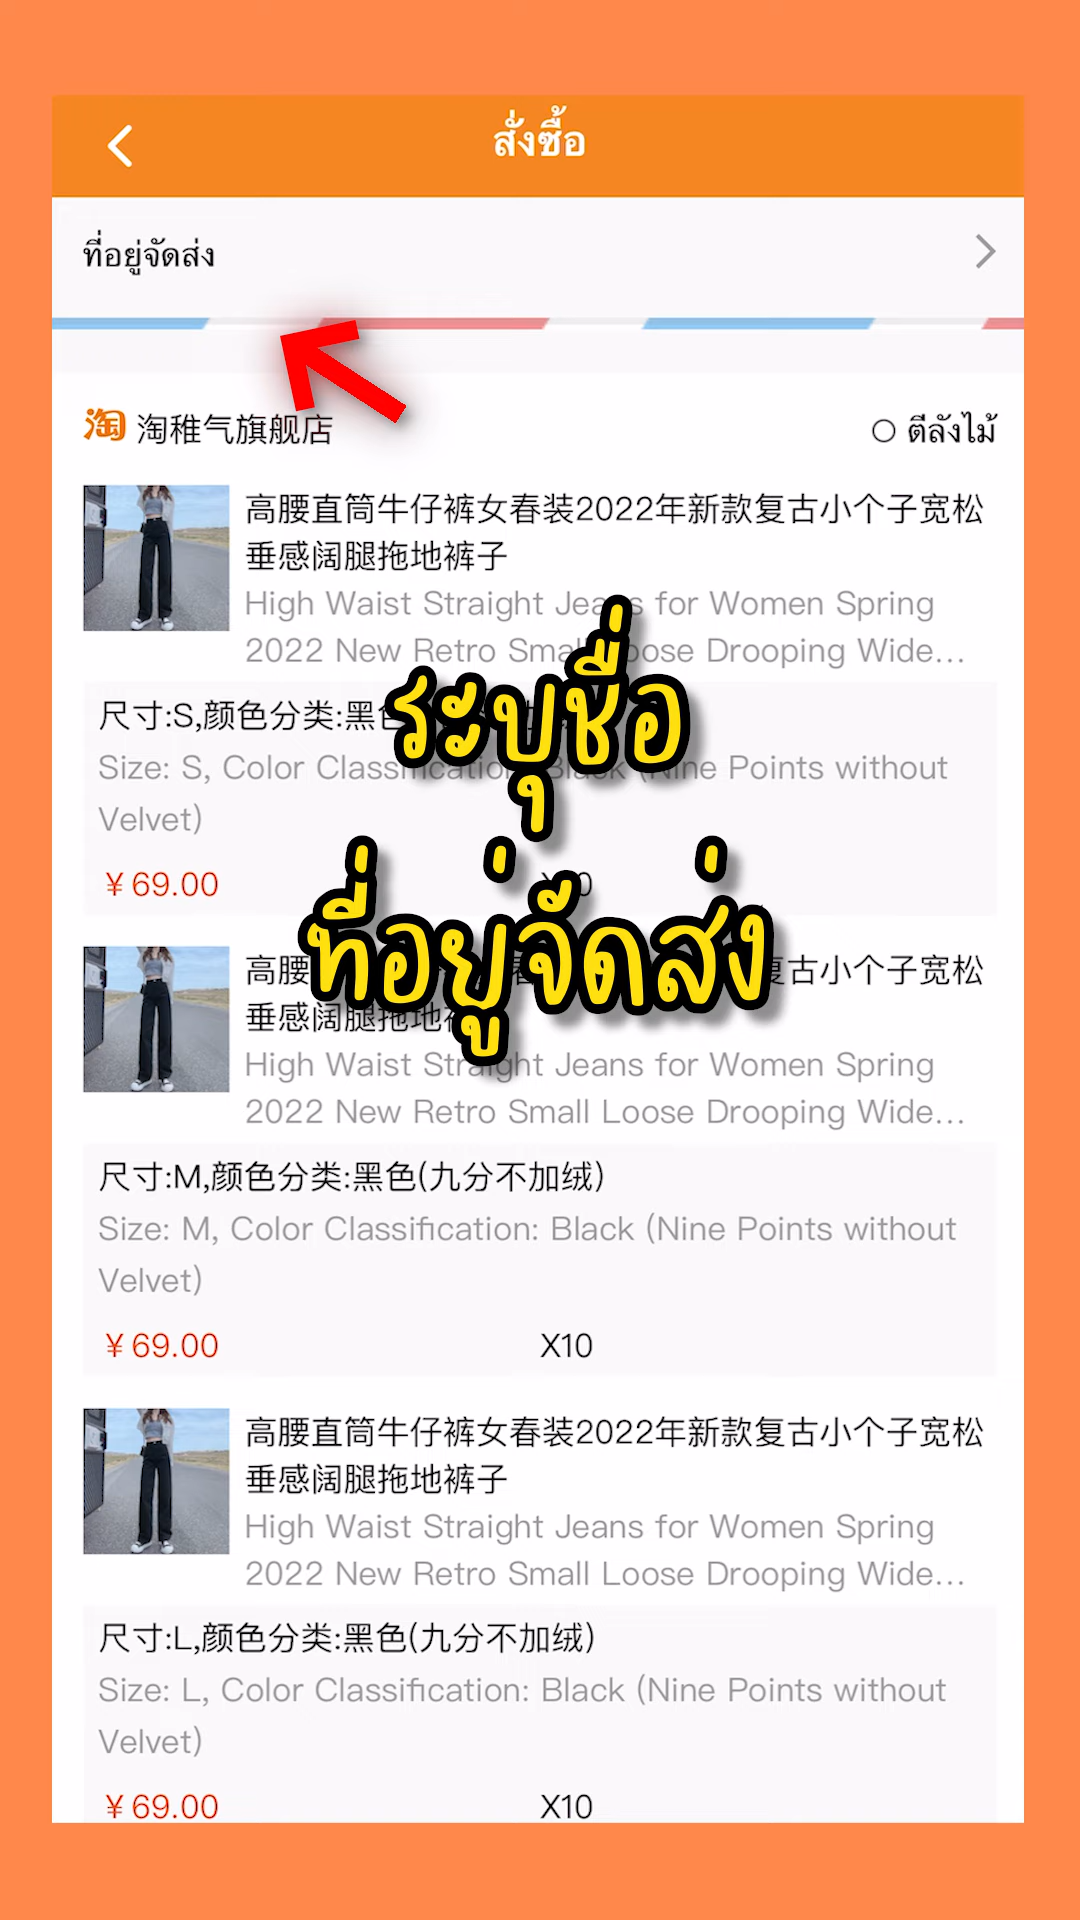 สั่งซื้อ
ที่อยู่จัดส่ง
淘 淘稚气旗舰店
ตีลังไม้
高腰直筒牛仔裤女春装2022年新款复古小个子宽松
垂感阔腿拖地裤子
High Waist Straight Jeans for Women Spring
2022 New Retro Small Loose Drooping Wide...
ระบุชื่อ
尺寸:S,颜色分类:黑色
Size: S, Color Classification: Black (Nine Points without
Velvet)
¥69.00
ที่อยู่จัดส่ง
高腰 复古小个子宽松
垂感阔腿拖地裤
High Waist Straight Jeans for Women Spring
2022 New Retro Small Loose Drooping Wide...
尺寸:M,颜色分类:黑色(九分不加绒)
Size: M, Color Classification: Black (Nine Points without
Velvet)
¥69.00 X10
高腰直筒牛仔裤女春装2022年新款复古小个子宽松
垂感阔腿拖地裤子
High Waist Straight Jeans for Women Spring
2022 New Retro Small Loose Drooping Wide...
尺寸:L,颜色分类:黑色(九分不加绒)
Size: L, Color Classification: Black (Nine Points without
Velvet)
¥69.00 X10